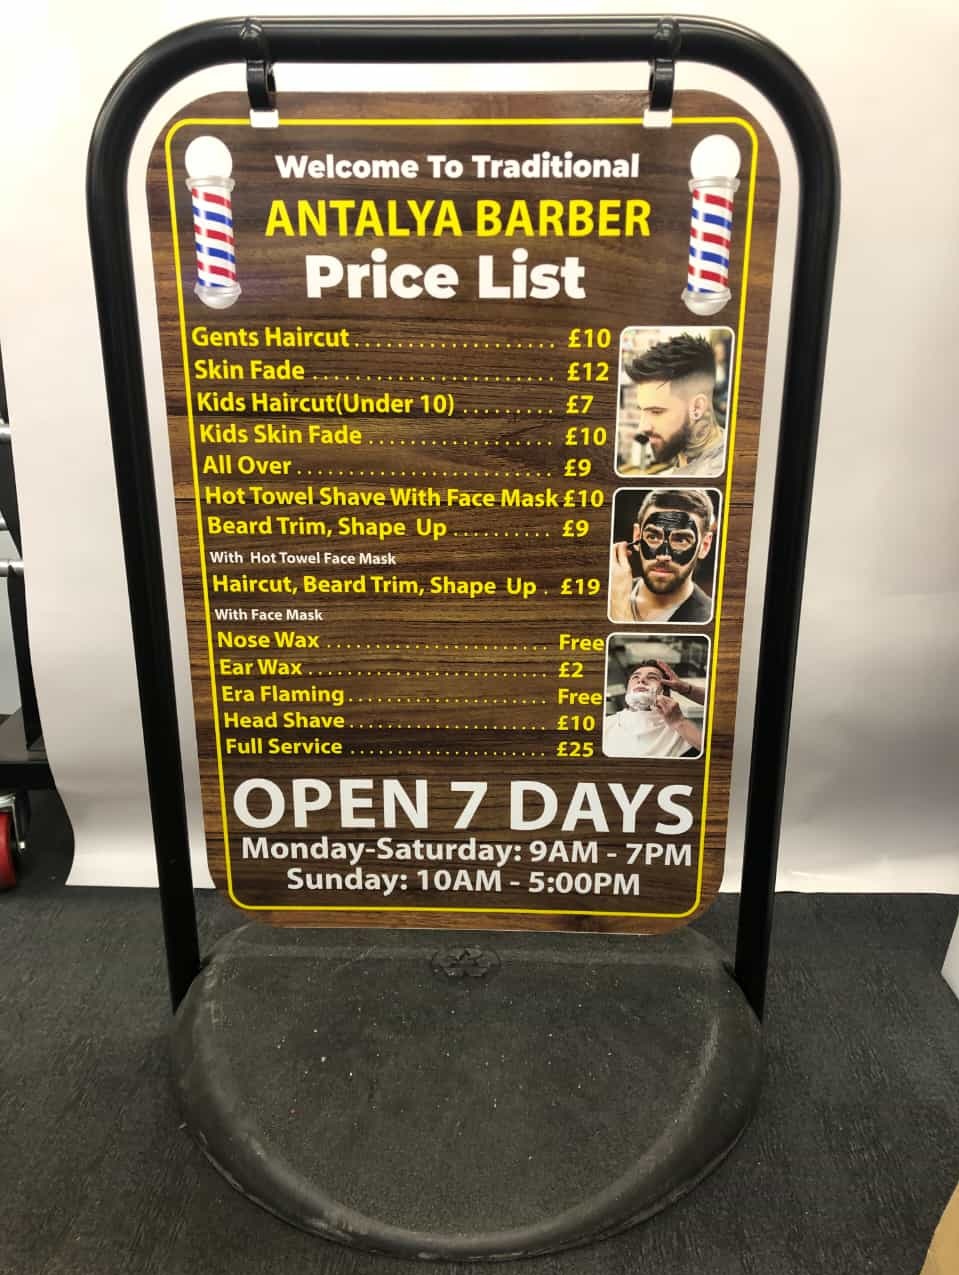 Welcome To Traditional
ANTALYA BARBER
Price List
Gents Haircut................... £10
Skin Fade ....................... £12
Kids Haircut(Under 10) ......... £7
Kids Skin Fade.................. £10
All Over........................ £9
Hot Towel Shave With Face Mask £10
Beard Trim, Shape Up .......... £9
With Hot Towel Face Mask
Haircut, Beard Trim, Shape Up . £19
With Face Mask
Nose Wax ....................... Free
Ear Wax......................... £2
Era Flaming..................... Free
Head Shave...................... £10
Full Service .................... £25
OPEN 7 DAYS
Monday-Saturday: 9AM - 7PM
Sunday: 10AM - 5:00PM